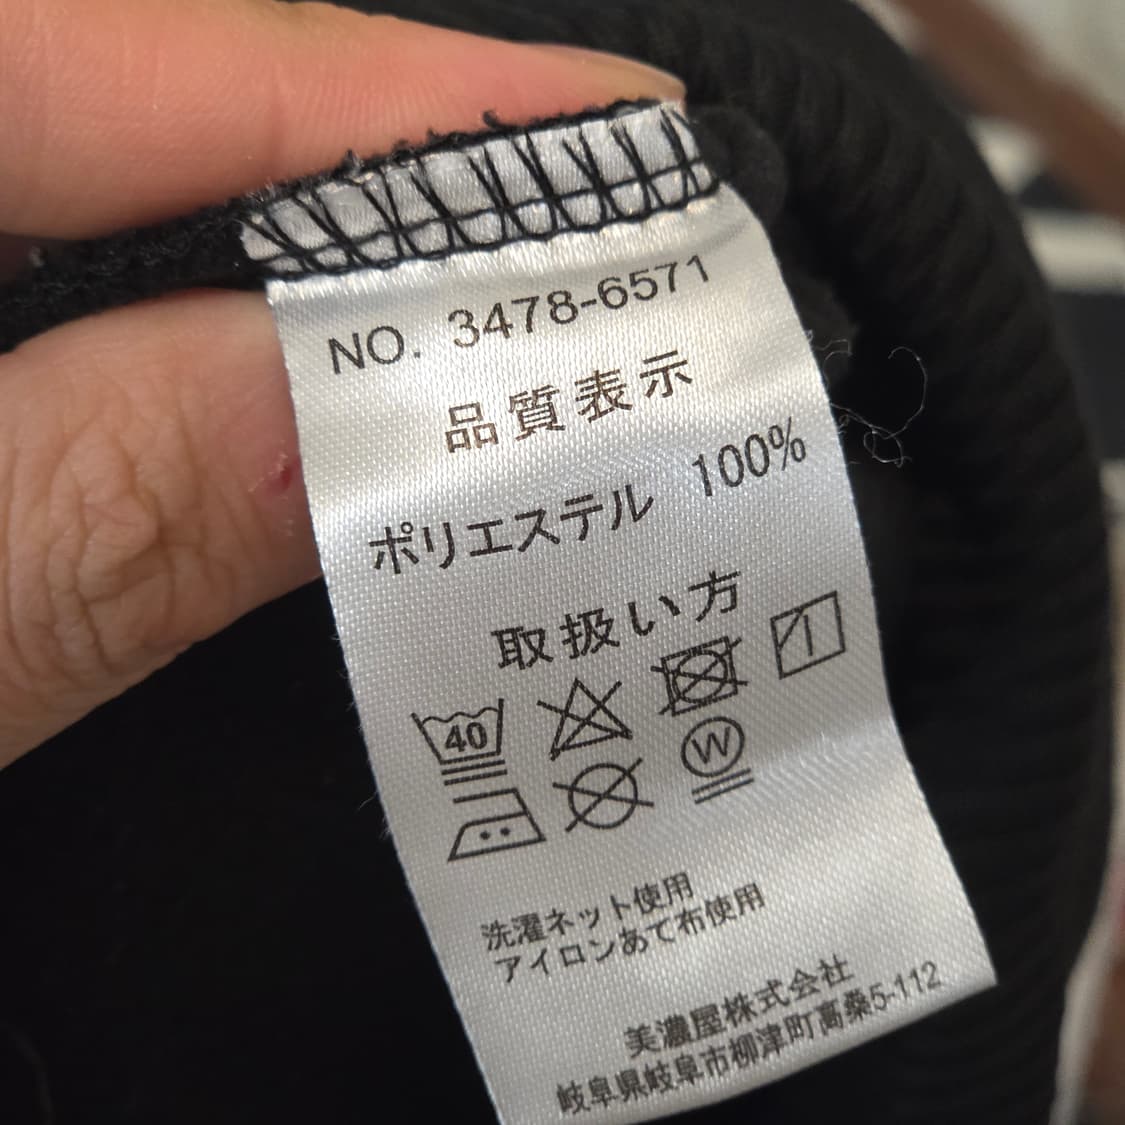 NO. 3478-6571
品質表示
ポリエステル 100%
取扱い方
40
W
洗濯ネット使用
アイロンあて布使用
美濃屋株式会社
岐阜県岐阜市柳津町高桑5-112